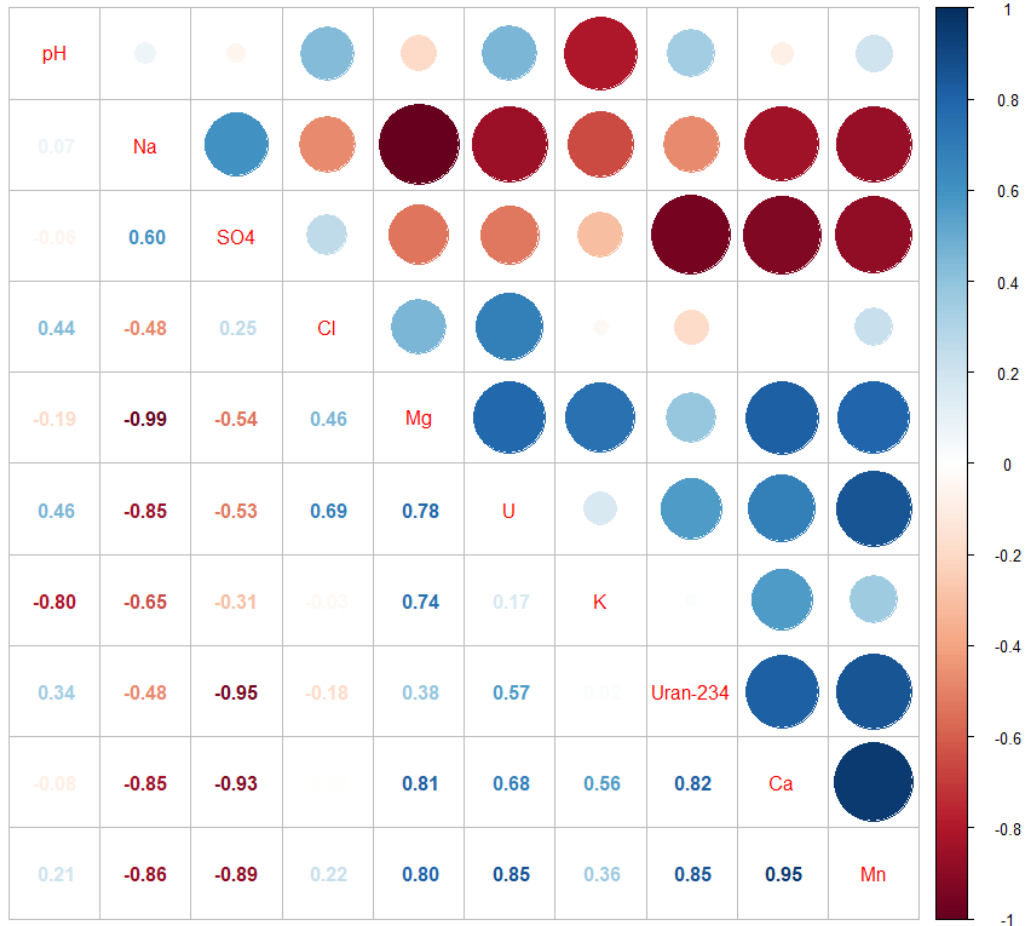 pH
0.07 Na
-0.06 0.60 SO4
0.44 -0.48 0.25 Cl
-0.19 -0.99 -0.54 0.46 Mg
0.46 -0.85 -0.53 0.69 0.78 U
-0.80 -0.65 -0.31 -0.03 0.74 0.17 K
0.34 -0.48 -0.95 -0.18 0.38 0.57 Uran-234
-0.08 -0.85 -0.93 0.81 0.68 0.56 0.82 Ca
0.21 -0.86 -0.89 0.22 0.80 0.85 0.36 0.85 0.95 Mn
1
0.8
0.6
0.4
0.2
0
-0.2
-0.4
-0.6
-0.8
-1